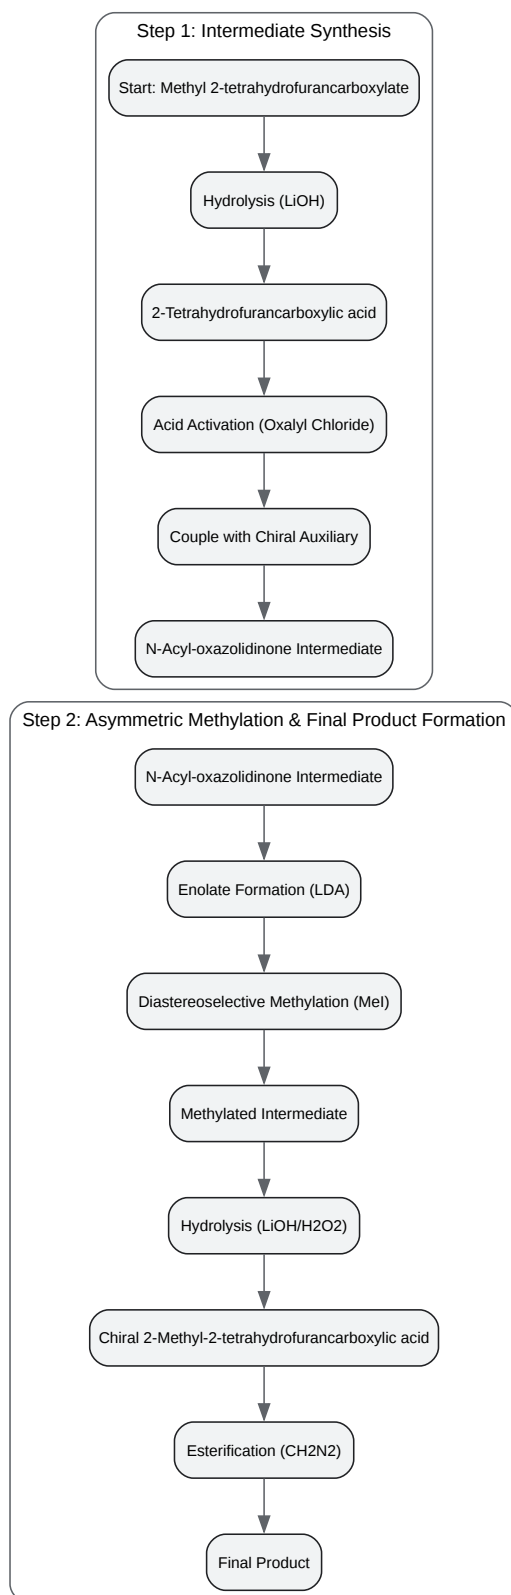 Step 1: Intermediate Synthesis
Start: Methyl 2-tetrahydrofurancarboxylate
Hydrolysis (LiOH)
2-Tetrahydrofurancarboxylic acid
Acid Activation (Oxalyl Chloride)
Couple with Chiral Auxiliary
N-Acyl-oxazolidinone Intermediate
Step 2: Asymmetric Methylation & Final Product Formation
N-Acyl-oxazolidinone Intermediate
Enolate Formation (LDA)
Diastereoselective Methylation (MeI)
Methylated Intermediate
Hydrolysis (LiOH/H2O2)
Chiral 2-Methyl-2-tetrahydrofurancarboxylic acid
Esterification (CH2N2)
Final Product